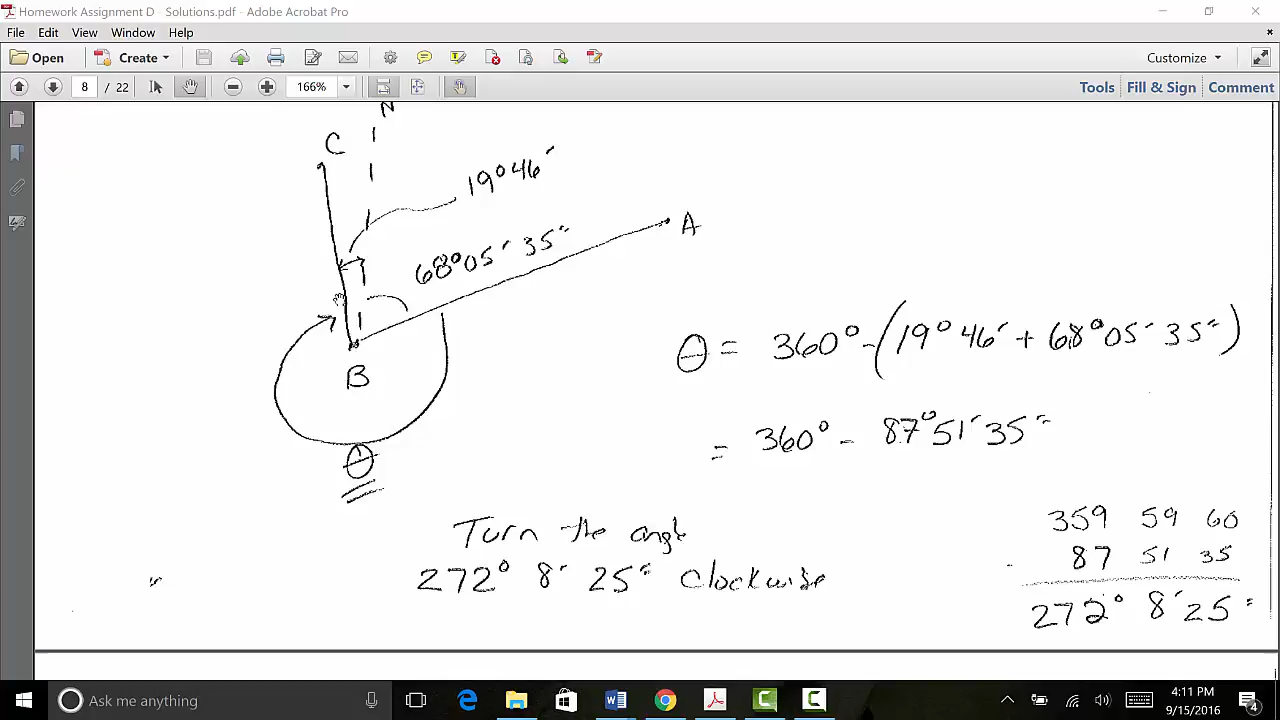 Homework Assignment D - Solutions.pdf - Adobe Acrobat Pro
File Edit View Window Help
Open Create Customize
8 / 22 166% Tools Fill & Sign Comment
N
C
19°46′
A
68°05′35″
θ = 360° - (19°46′ + 68°05′35″)
B
= 360° - 87°51′35″
θ
359 59 60
Turn the angle
- 87 51 35
272° 8′ 25″ clockwise
272° 8′ 25″
Ask me anything
4:11 PM
9/15/2016
4